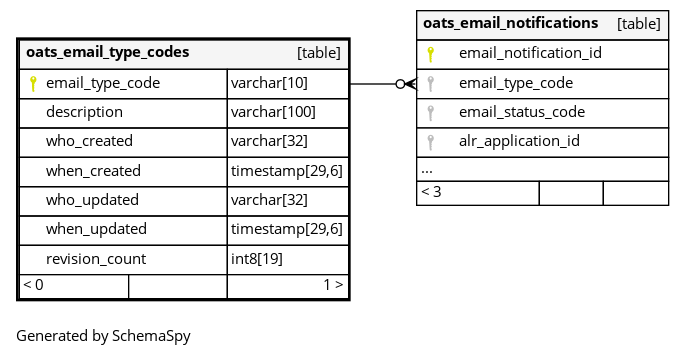 oats_email_type_codes [table]
email_type_code varchar[10]
description varchar[100]
who_created varchar[32]
when_created timestamp[29,6]
who_updated varchar[32]
when_updated timestamp[29,6]
revision_count int8[19]
< 0 1 >
oats_email_notifications [table]
email_notification_id
email_type_code
email_status_code
alr_application_id
...
< 3
Generated by SchemaSpy